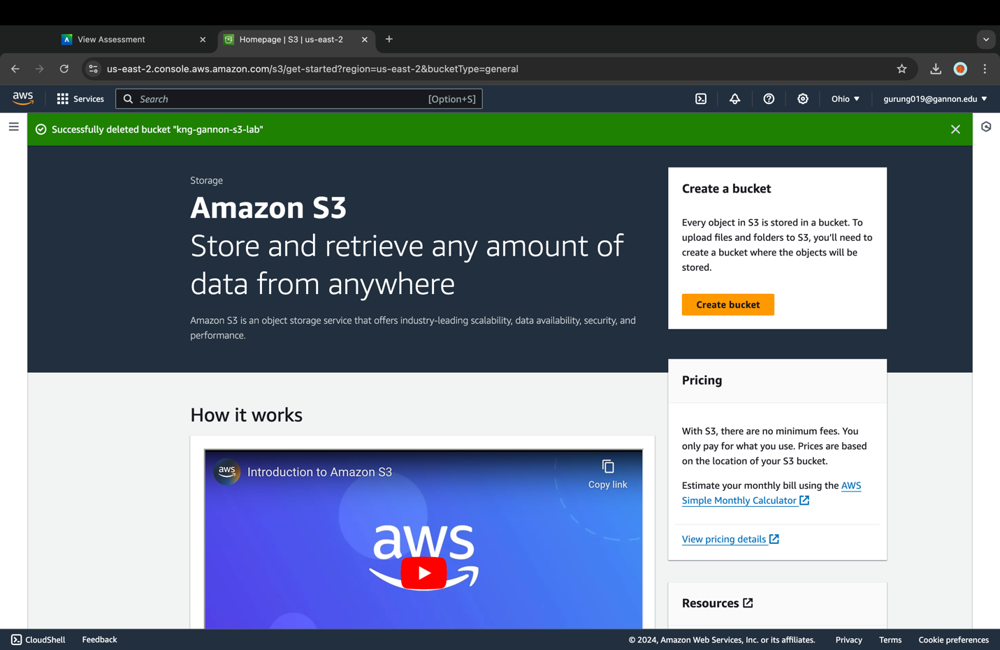 View Assessment
Homepage | S3 | us-east-2
us-east-2.console.aws.amazon.com/s3/get-started?region=us-east-2&bucketType=general
aws
Services
Search
[Option+S]
Ohio
gurung019@gannon.edu
Successfully deleted bucket "kng-gannon-s3-lab"
Storage
Amazon S3
Store and retrieve any amount of
data from anywhere
Amazon S3 is an object storage service that offers industry-leading scalability, data availability, security, and
performance.
Create a bucket
Every object in S3 is stored in a bucket. To
upload files and folders to S3, you'll need to
create a bucket where the objects will be
stored.
Create bucket
Pricing
With S3, there are no minimum fees. You
only pay for what you use. Prices are based
on the location of your S3 bucket.
Estimate your monthly bill using the AWS
Simple Monthly Calculator
View pricing details
Resources
How it works
aws
Introduction to Amazon S3
Copy link
aws
CloudShell
Feedback
© 2024, Amazon Web Services, Inc. or its affiliates.
Privacy
Terms
Cookie preferences